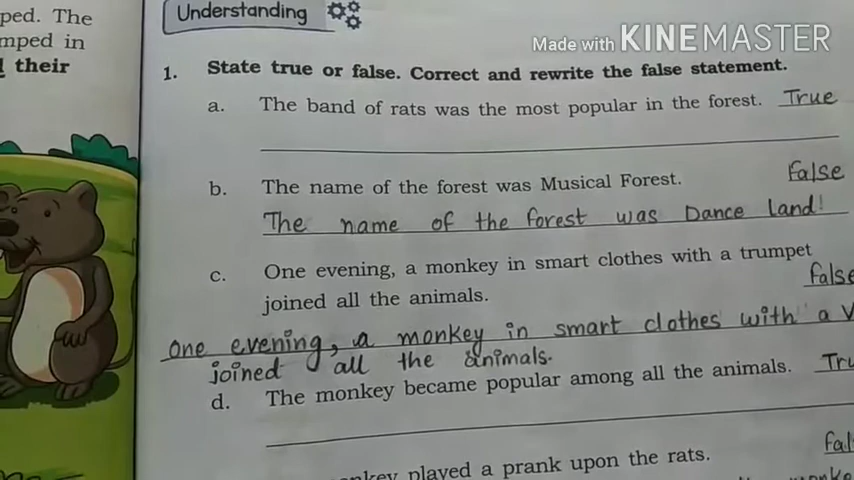 ped. The
mped in
their
Understanding
Made with KINEMASTER
1. State true or false. Correct and rewrite the false statement.
a. The band of rats was the most popular in the forest. True
b. The name of the forest was Musical Forest. False
The name of the forest was Dance land!
c. One evening, a monkey in smart clothes with a trumpet
joined all the animals. false
One evening, a monkey in smart clothes with a V
joined all the animals.
d. The monkey became popular among all the animals. Tru
nkey played a prank upon the rats. fal